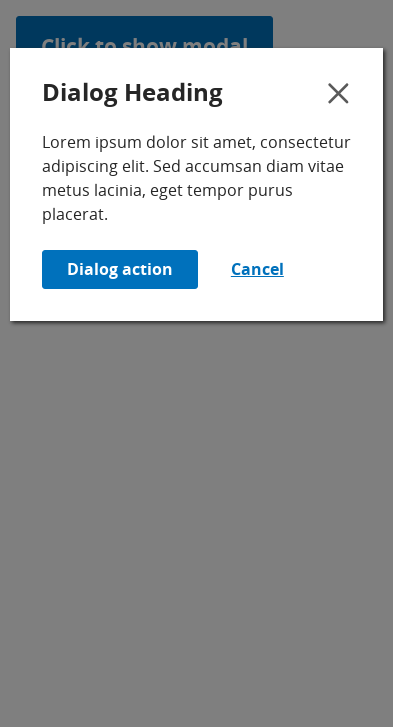 Click to show modal
Dialog Heading
Lorem ipsum dolor sit amet, consectetur
adipiscing elit. Sed accumsan diam vitae
metus lacinia, eget tempor purus
placerat.
Dialog action
Cancel